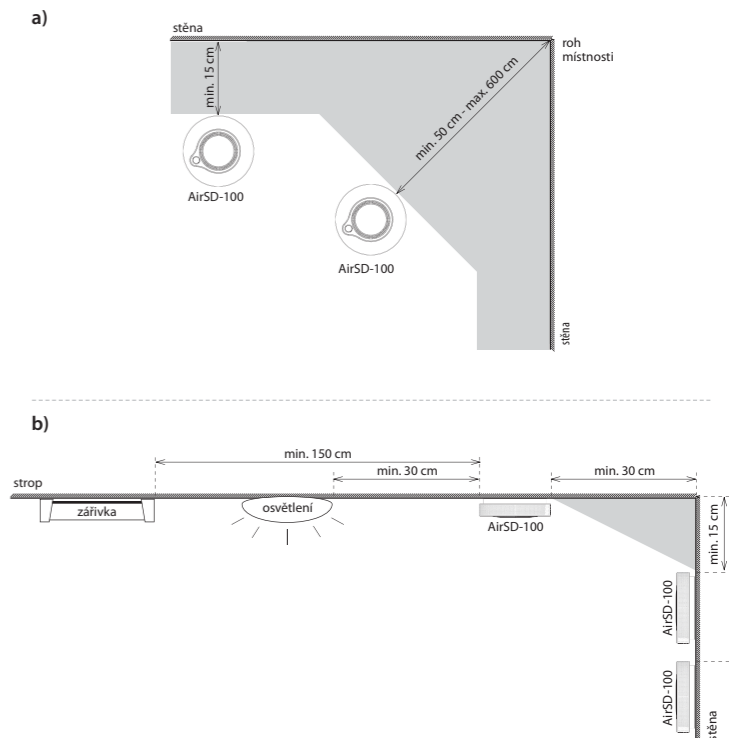 a)
stěna
roh
místnosti
min. 15 cm
min. 50 cm - max. 600 cm
AirSD-100
AirSD-100
stěna
b)
min. 150 cm
min. 30 cm
min. 30 cm
strop
zářivka
osvětlení
AirSD-100
min. 15 cm
AirSD-100
AirSD-100
stěna